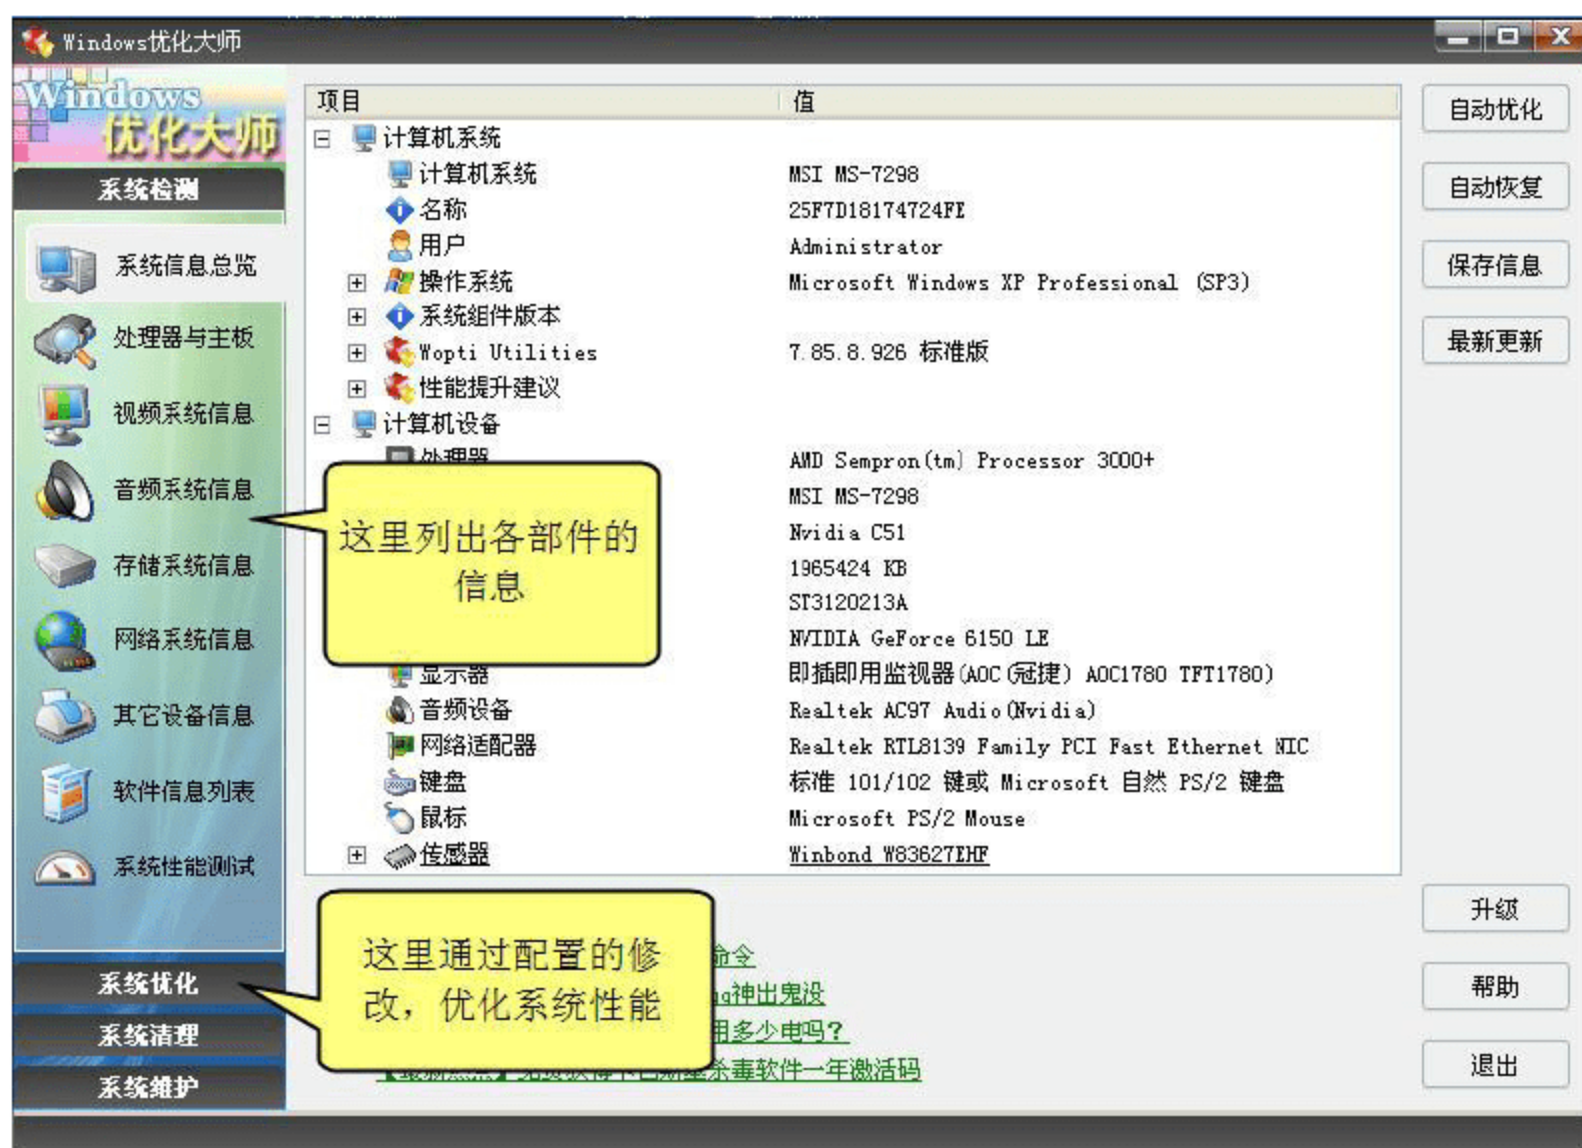 Windows优化大师
Windows
优化大师
系统检测
系统信息总览
处理器与主板
视频系统信息
音频系统信息
存储系统信息
网络系统信息
其它设备信息
软件信息列表
系统性能测试
系统优化
系统清理
系统维护
项目 值
计算机系统
计算机系统 MSI MS-7298
名称 25F7D18174724FE
用户 Administrator
操作系统 Microsoft Windows XP Professional (SP3)
系统组件版本
Wopti Utilities 7.85.8.926 标准版
性能提升建议
计算机设备
处理器 AMD Sempron(tm) Processor 3000+
MSI MS-7298
Nvidia C51
1965424 KB
ST3120213A
NVIDIA GeForce 6150 LE
显示器 即插即用监视器(AOC(冠捷) AOC1780 TFT1780)
音频设备 Realtek AC97 Audio(Nvidia)
网络适配器 Realtek RTL8139 Family PCI Fast Ethernet NIC
键盘 标准 101/102 键或 Microsoft 自然 PS/2 键盘
鼠标 Microsoft PS/2 Mouse
传感器 Winbond W83627EHF
这里列出各部件的
信息
这里通过配置的修
改，优化系统性能
命令
神出鬼没
用多少电吗？
杀毒软件一年激活码
自动优化
自动恢复
保存信息
最新更新
升级
帮助
退出